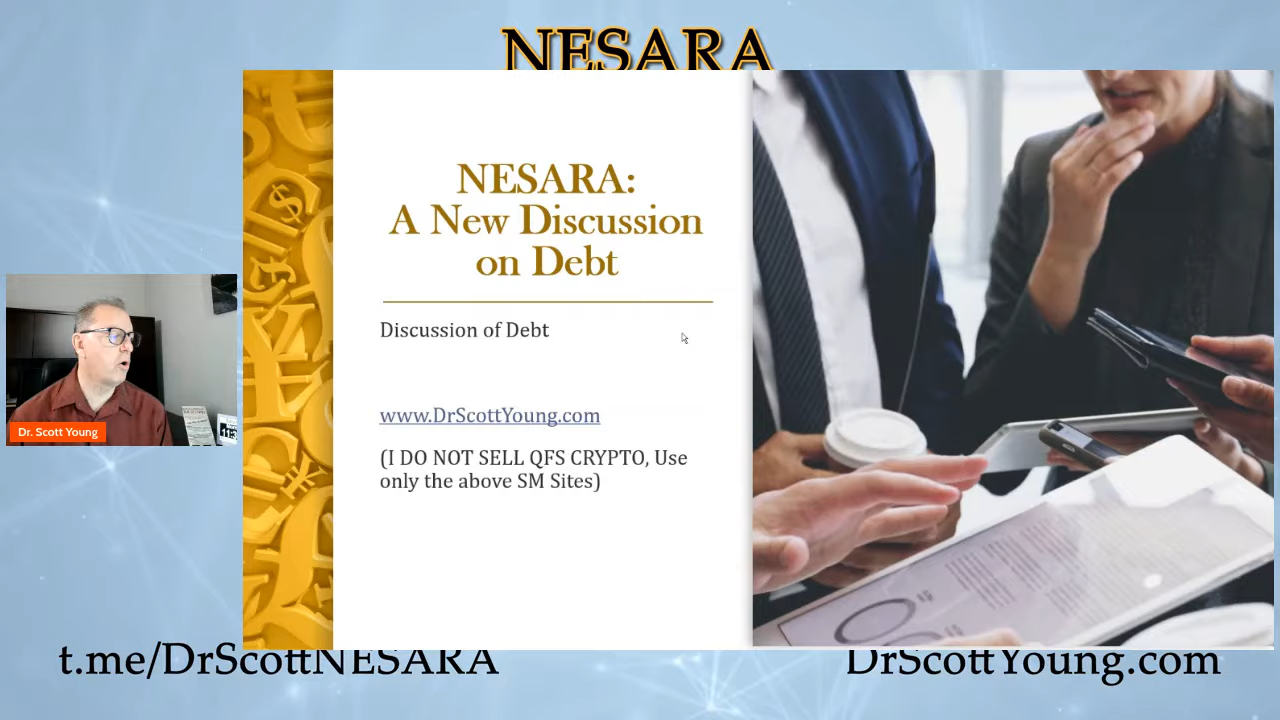 NESARA
NESARA:
A New Discussion
on Debt
Discussion of Debt
www.DrScottYoung.com
(I DO NOT SELL QFS CRYPTO, Use
only the above SM Sites)
Dr. Scott Young
t.me/DrScottNESARA
DrScottYoung.com